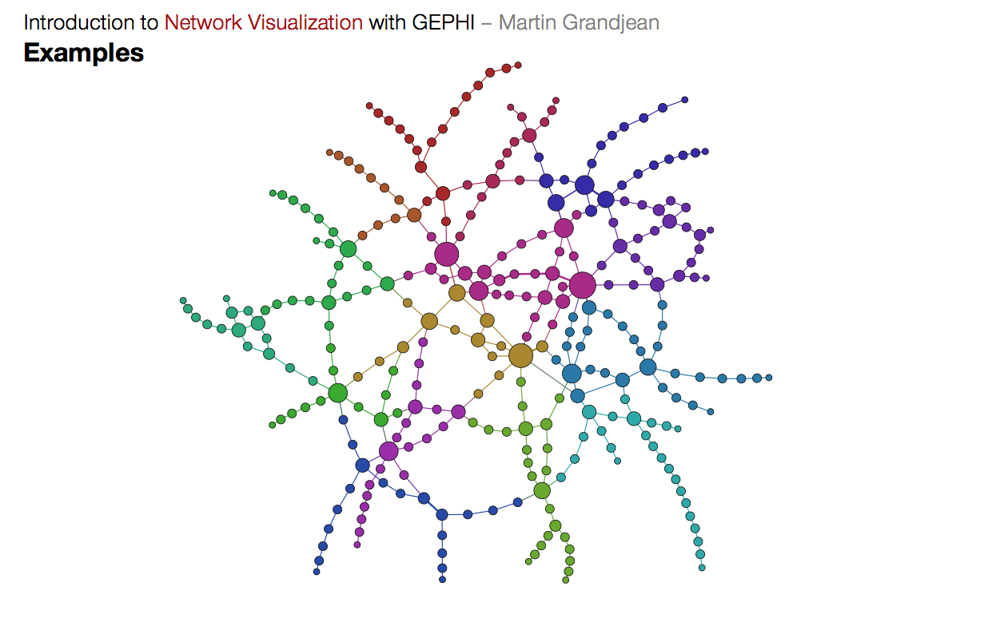 Introduction to Network Visualization with GEPHI – Martin Grandjean
Examples